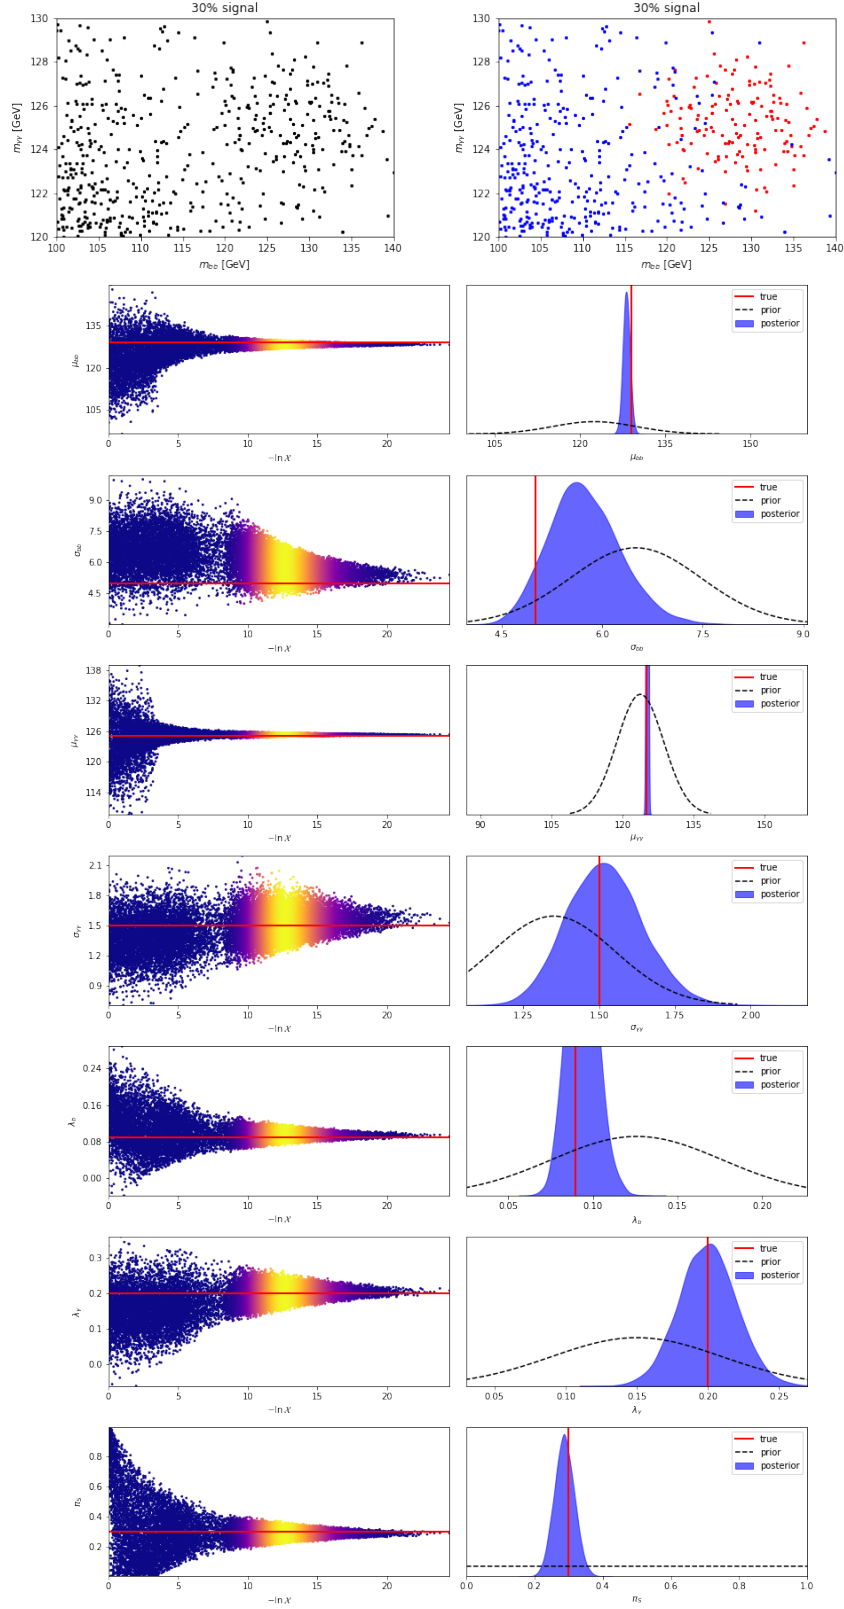 30% signal
30% signal
130
128
126
124
122
120
m_γγ [GeV]
100 105 110 115 120 125 130 135 140
m_bb [GeV]
130
128
126
124
122
120
m_γγ [GeV]
100 105 110 115 120 125 130 135 140
m_bb [GeV]
135
120
105
μ_bb
0 5 10 15 20
−ln X
true
prior
posterior
105 120 135 150
μ_bb
9.0
7.5
6.0
4.5
σ_bb
0 5 10 15 20
−ln X
true
prior
posterior
4.5 6.0 7.5 9.0
σ_bb
138
132
126
120
114
μ_γγ
0 5 10 15 20
−ln X
true
prior
posterior
90 105 120 135 150
μ_γγ
2.1
1.8
1.5
1.2
0.9
σ_γγ
0 5 10 15 20
−ln X
true
prior
posterior
1.25 1.50 1.75 2.00
σ_γγ
0.24
0.16
0.08
0.00
λ_b
0 5 10 15 20
−ln X
true
prior
posterior
0.05 0.10 0.15 0.20
λ_b
0.3
0.2
0.1
0.0
λ_γ
0 5 10 15 20
−ln X
true
prior
posterior
0.05 0.10 0.15 0.20 0.25
λ_γ
0.8
0.6
0.4
0.2
π_S
0 5 10 15 20
−ln X
true
prior
posterior
0.0 0.2 0.4 0.6 0.8 1.0
π_S